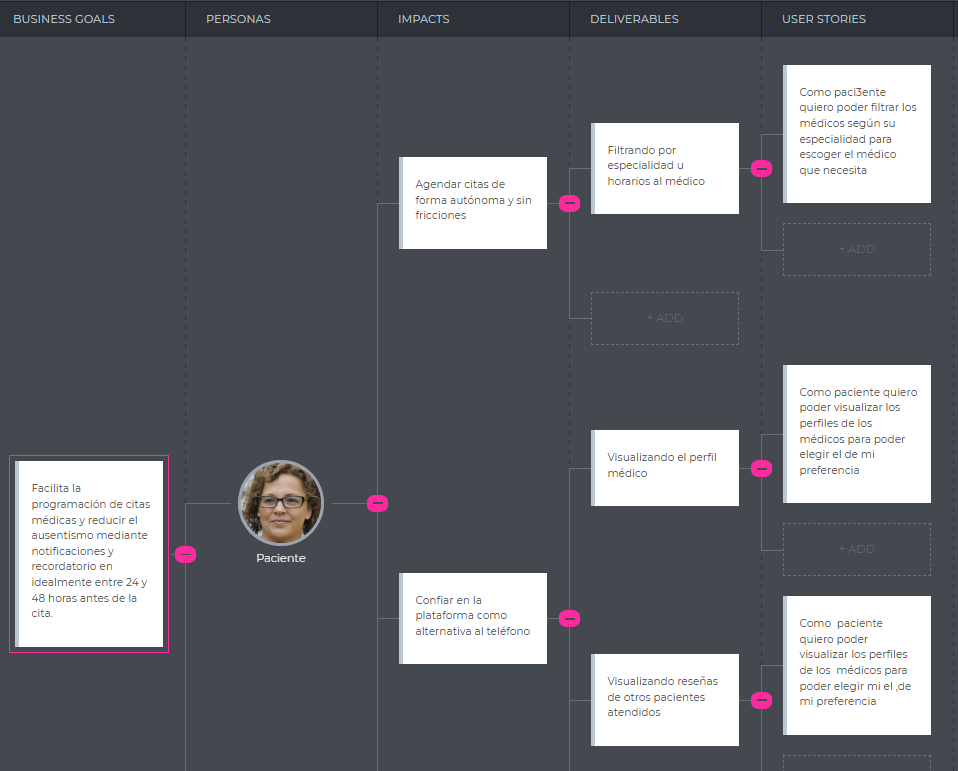 BUSINESS GOALS
PERSONAS
IMPACTS
DELIVERABLES
USER STORIES
Facilita la
programación de citas
médicas y reducir el
ausentismo mediante
notificaciones y
recordatorio en
idealmente entre 24 y
48 horas antes de la
cita.
Paciente
Agendar citas de
forma autónoma y sin
fricciones
Filtrando por
especialidad u
horarios al médico
Como paci3ente
quiero poder filtrar los
médicos según su
especialidad para
escoger el médico
que necesita
+ ADD
+ ADD
Confiar en la
plataforma como
alternativa al teléfono
Visualizando el perfil
médico
Como paciente quiero
poder visualizar los
perfiles de los
médicos para poder
elegir el de mi
preferencia
+ ADD
Visualizando reseñas
de otros pacientes
atendidos
Como  paciente
quiero poder
visualizar los perfiles
de los  médicos para
poder elegir mi el ,de
mi preferencia